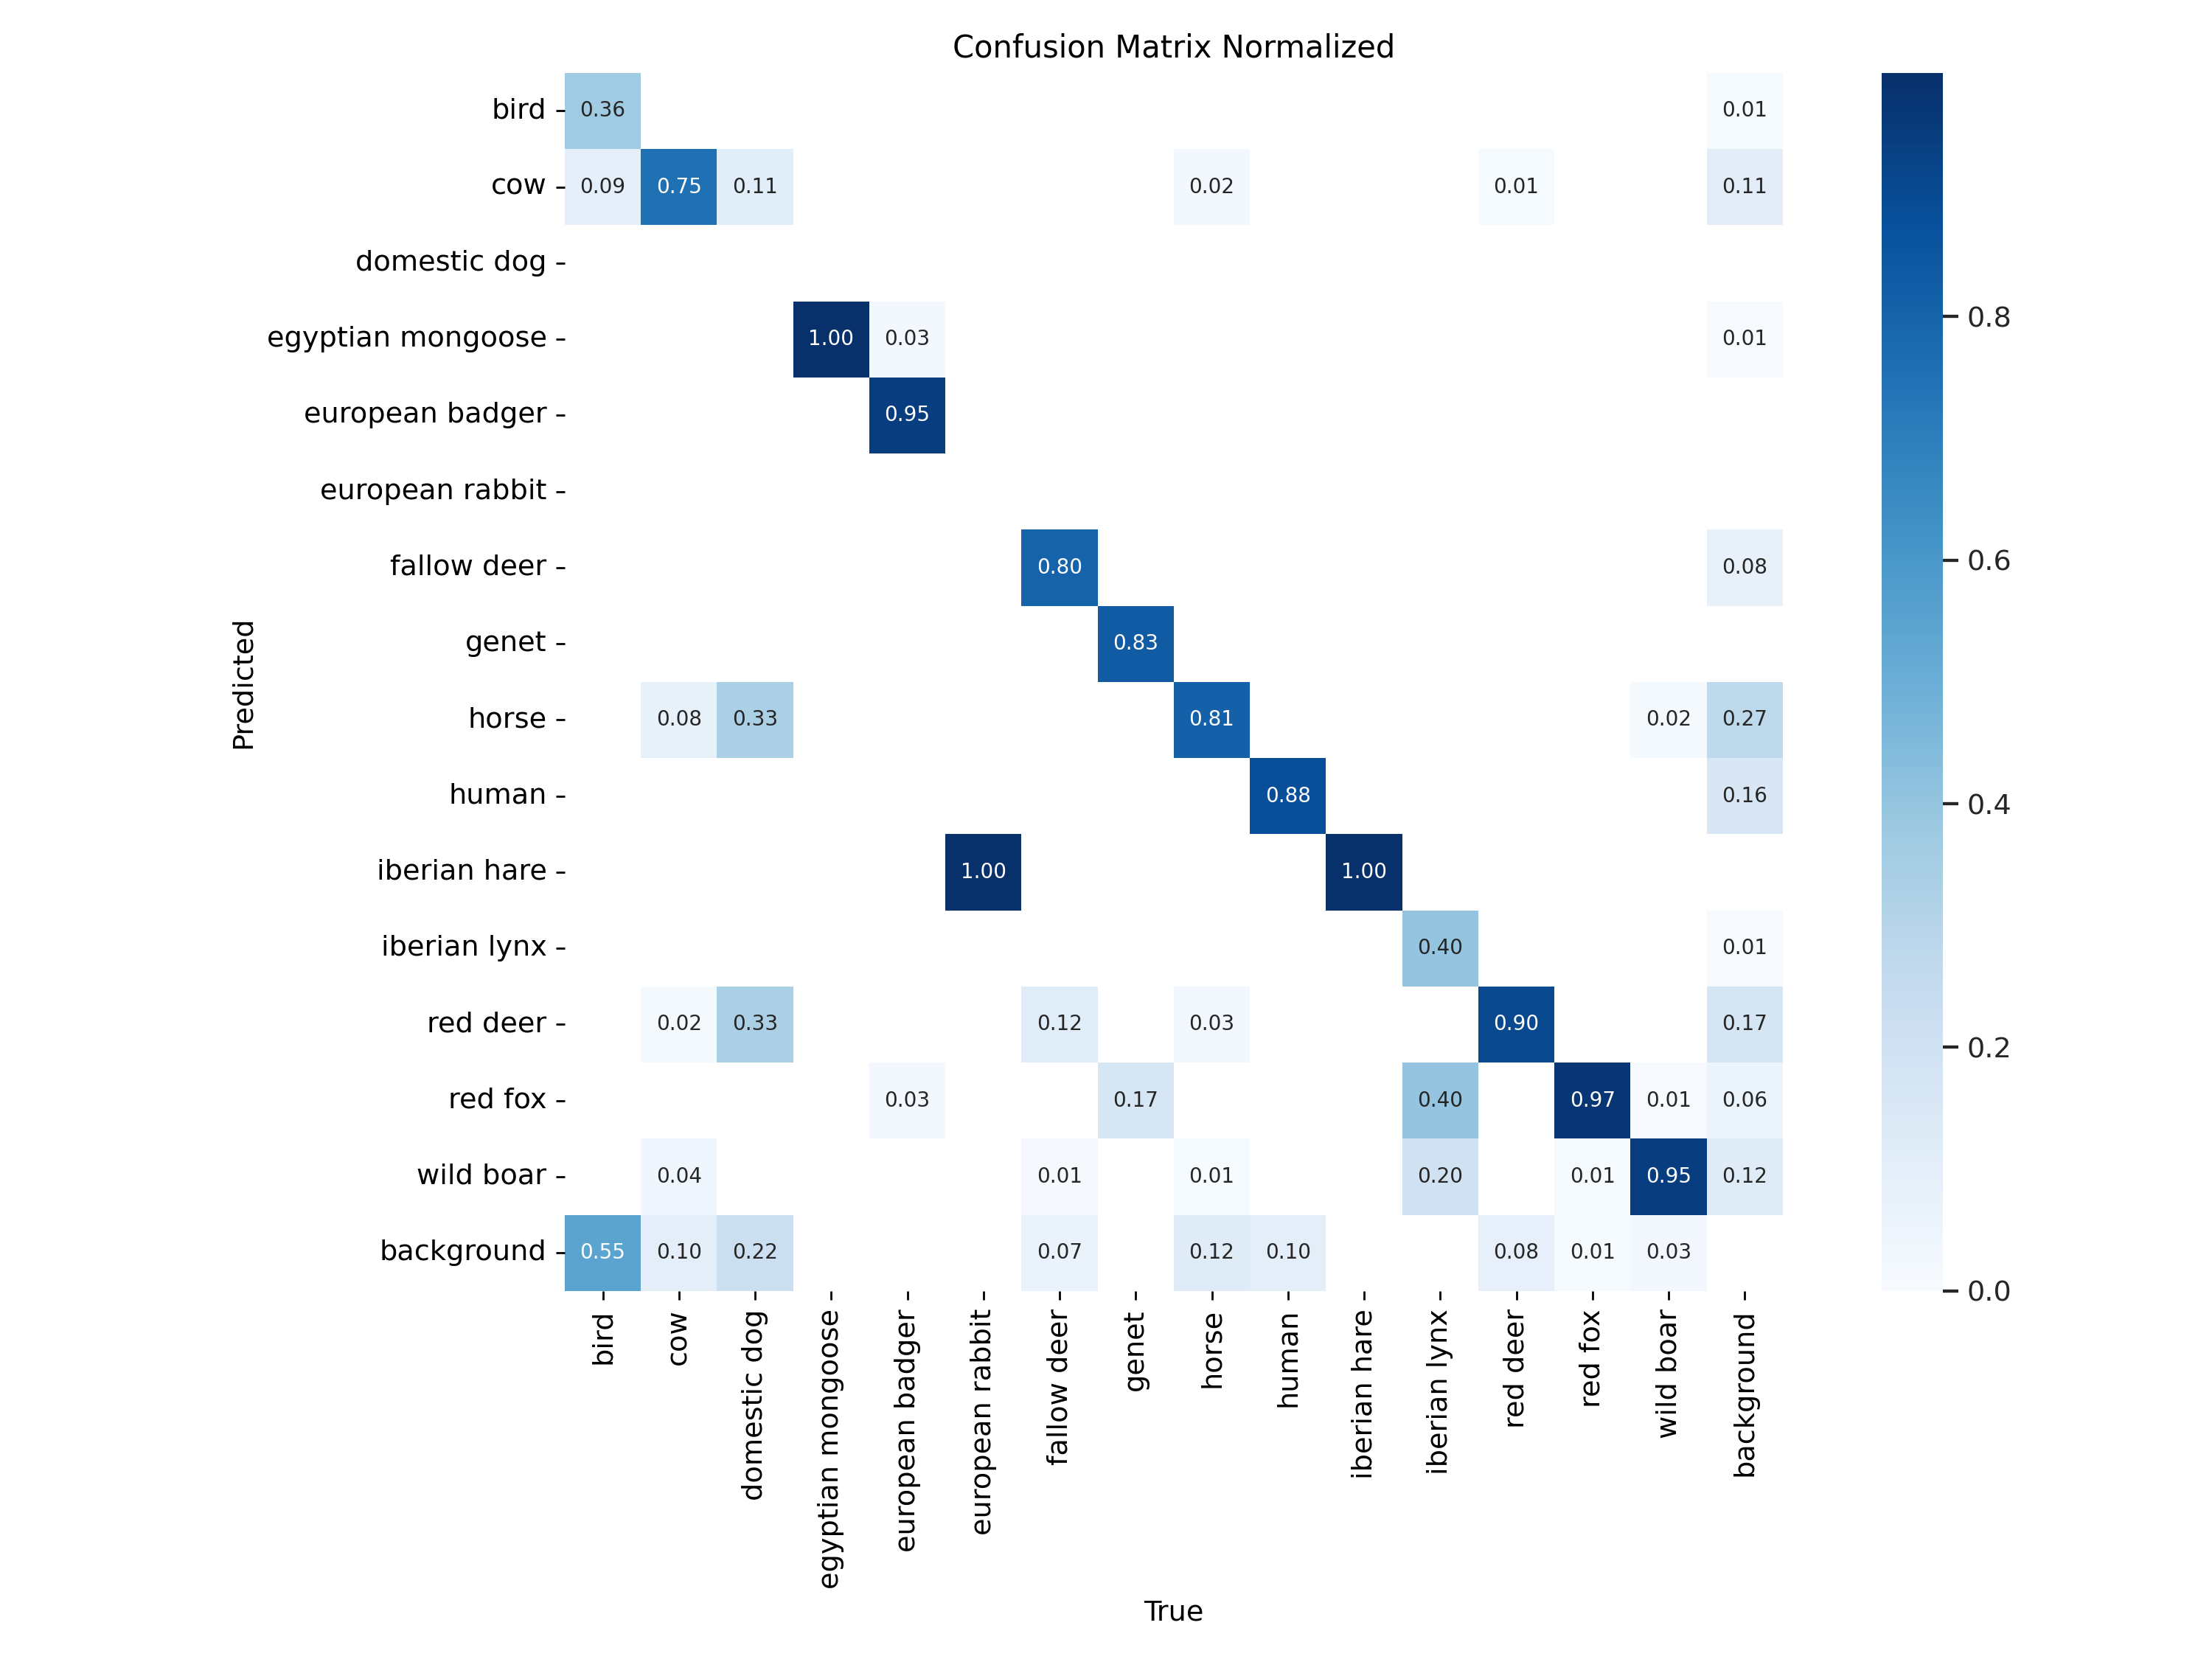 Confusion Matrix Normalized
bird 0.36 0.01
cow 0.09 0.75 0.11 0.02 0.01 0.11
domestic dog
egyptian mongoose 1.00 0.03 0.01
european badger 0.95
european rabbit
fallow deer 0.80 0.08
genet 0.83
horse 0.08 0.33 0.81 0.02 0.27
human 0.88 0.16
iberian hare 1.00 1.00
iberian lynx 0.40 0.01
red deer 0.02 0.33 0.12 0.03 0.90 0.17
red fox 0.03 0.17 0.40 0.97 0.01 0.06
wild boar 0.04 0.01 0.01 0.20 0.01 0.95 0.12
background 0.55 0.10 0.22 0.07 0.12 0.10 0.08 0.01 0.03
Predicted
bird
cow
domestic dog
egyptian mongoose
european badger
european rabbit
fallow deer
genet
horse
human
iberian hare
iberian lynx
red deer
red fox
wild boar
background
True
0.8
0.6
0.4
0.2
0.0